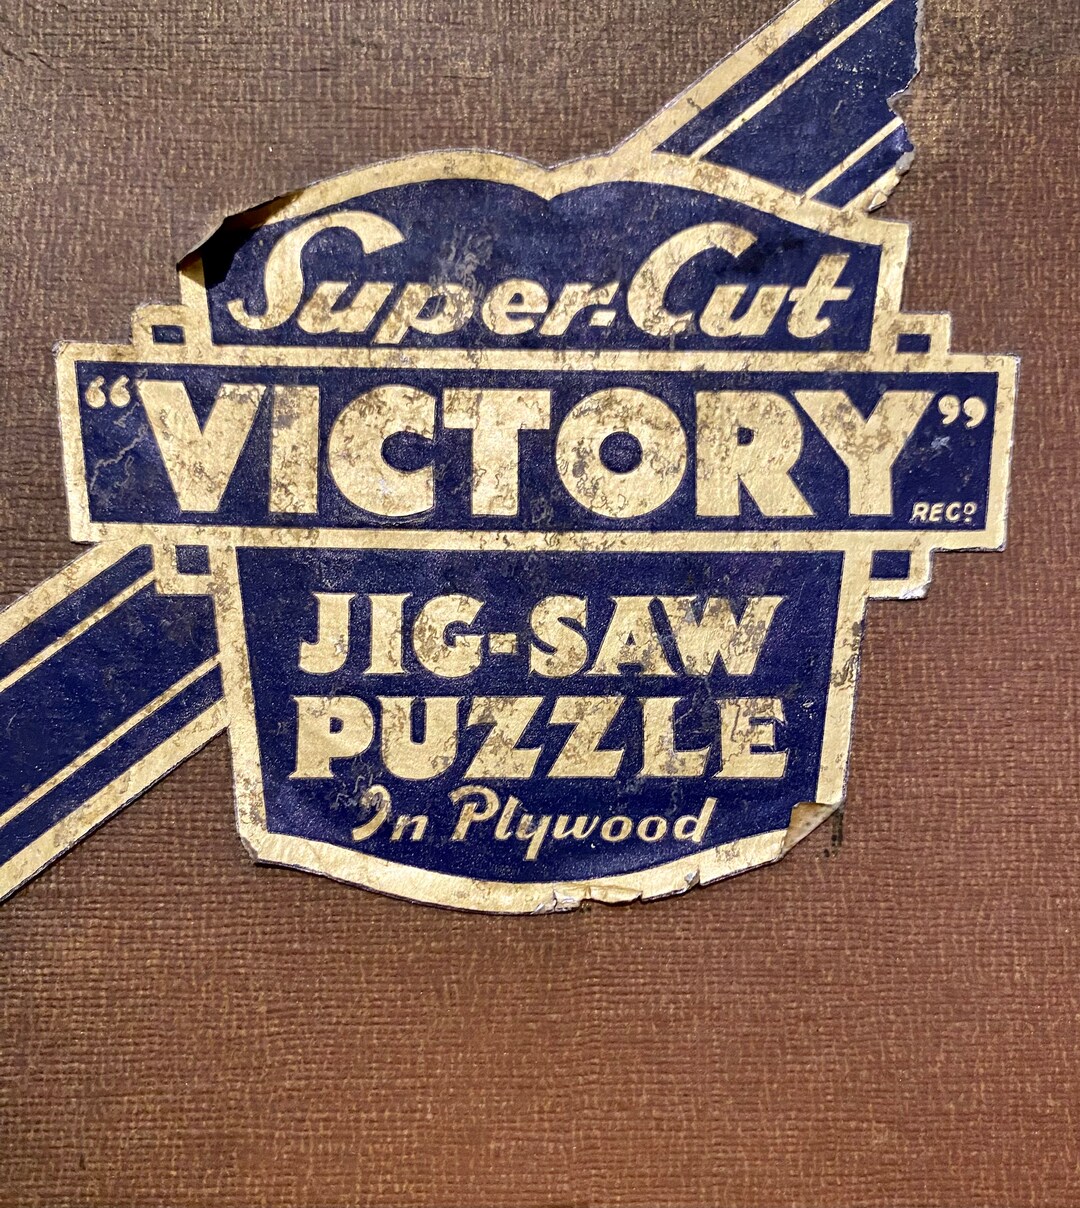 Super-Cut
“VICTORY”
REGD
JIG-SAW
PUZZLE
In Plywood